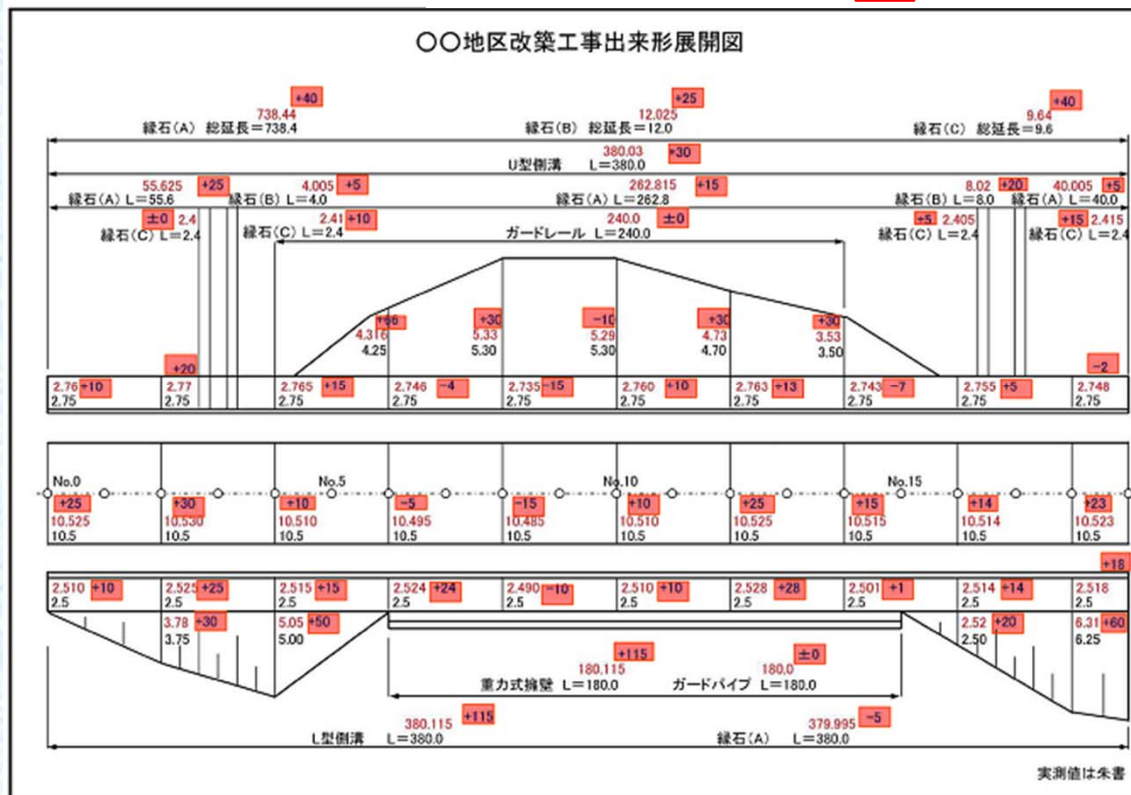 〇〇地区改築工事出来形展開図
+40 +25 +40
738.44 12.025 9.64
縁石(A) 総延長＝738.4 縁石(B) 総延長＝12.0 縁石(C) 総延長＝9.6
380.03 +30
U型側溝 L＝380.0
55.625 +25 4.005 +5 262.815 +15 8.02 +20 40.005 +5
縁石(A) L＝55.6 縁石(B) L＝4.0 縁石(A) L＝262.8 縁石(B) L＝8.0 縁石(A) L＝40.0
±0 2.4 2.41 +10 240.0 ±0 +5 2.405 +15 2.415
縁石(C) L＝2.4 縁石(C) L＝2.4 ガードレール L＝240.0 縁石(C) L＝2.4 縁石(C) L＝2.4
+66 +30 -10 +30 +30
4.316 5.33 5.29 4.73 3.53
4.25 5.30 5.30 4.70 3.50
+20 -2
2.76 +10 2.77 2.765 +15 2.746 -4 2.735 -15 2.760 +10 2.763 +13 2.743 -7 2.755 +5 2.748
2.75 2.75 2.75 2.75 2.75 2.75 2.75 2.75 2.75 2.75
No.0 No.5 No.10 No.15
+25 +30 +10 -5 -15 +10 +25 +15 +14 +23
10.525 10.530 10.510 10.495 10.485 10.510 10.525 10.515 10.514 10.523
10.5 10.5 10.5 10.5 10.5 10.5 10.5 10.5 10.5 10.5
+18
2.510 +10 2.525 +25 2.515 +15 2.524 +24 2.490 -10 2.510 +10 2.528 +28 2.501 +1 2.514 +14 2.518
2.5 2.5 2.5 2.5 2.5 2.5 2.5 2.5 2.5 2.5
3.78 +30 5.05 +50 2.52 +20 6.31 +60
3.75 5.00 2.50 6.25
+115 ±0
180.115 180.0
重力式擁壁 L＝180.0 ガードパイプ L＝180.0
380.115 +115 379.995 -5
L型側溝 L＝380.0 縁石(A) L＝380.0
実測値は朱書